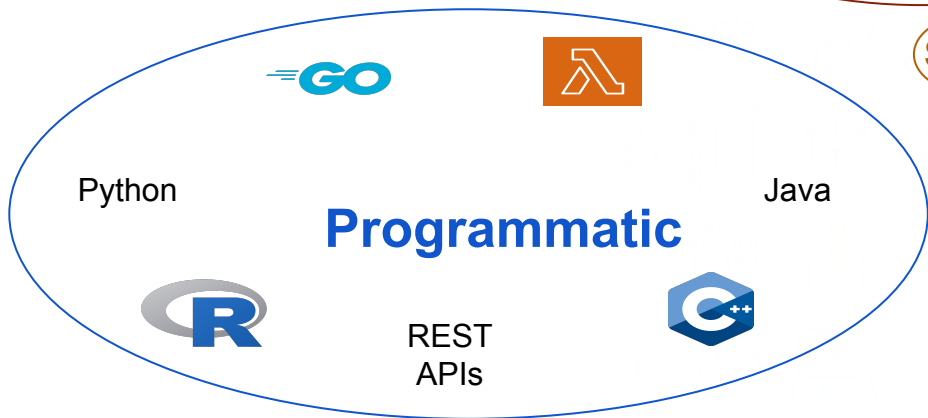 GO
Python
Java
Programmatic
R
C++
REST
APIs
S